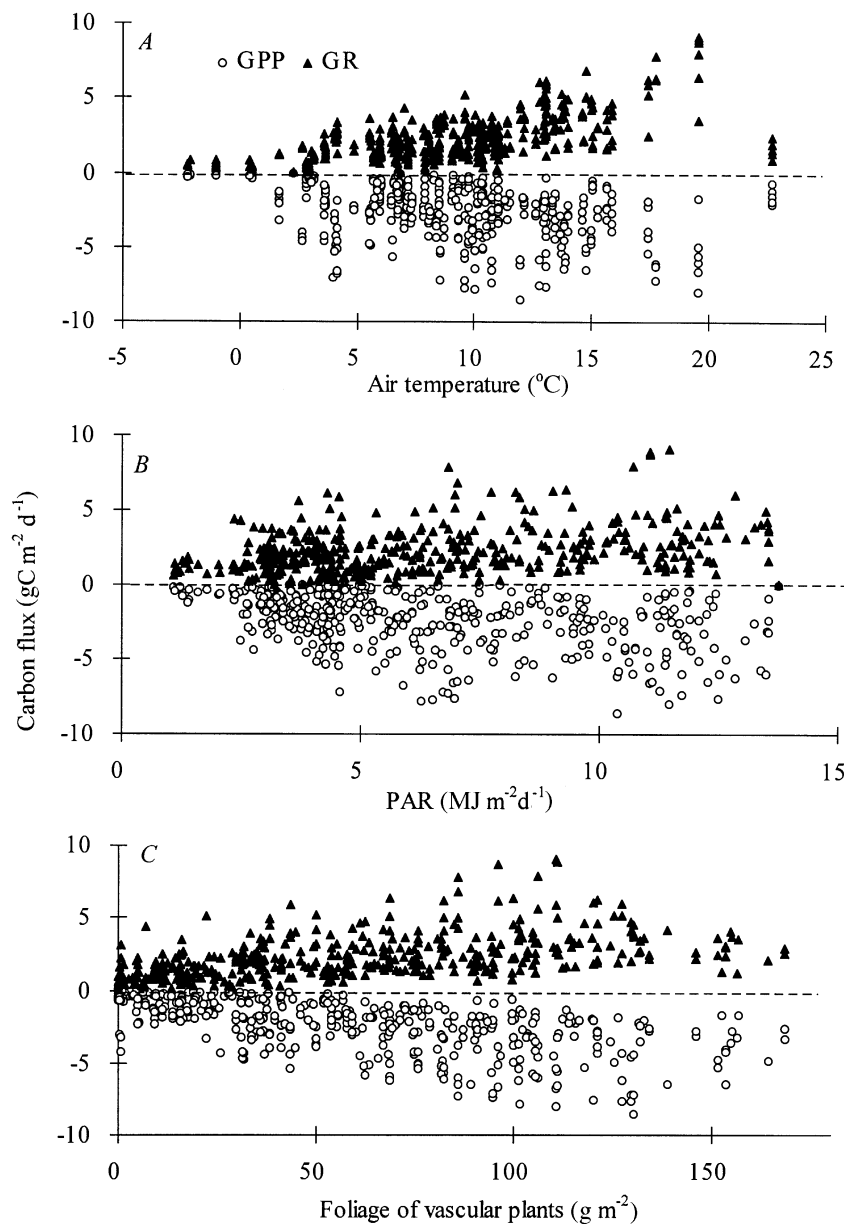 10
A
GPP GR
5
0
-5
-10
-5 0 5 10 15 20 25
Air temperature (°C)
10
B
5
0
-5
-10
0 5 10 15
PAR (MJ m⁻²d⁻¹)
Carbon flux (gC m⁻² d⁻¹)
10
C
5
0
-5
-10
0 50 100 150
Foliage of vascular plants (g m⁻²)